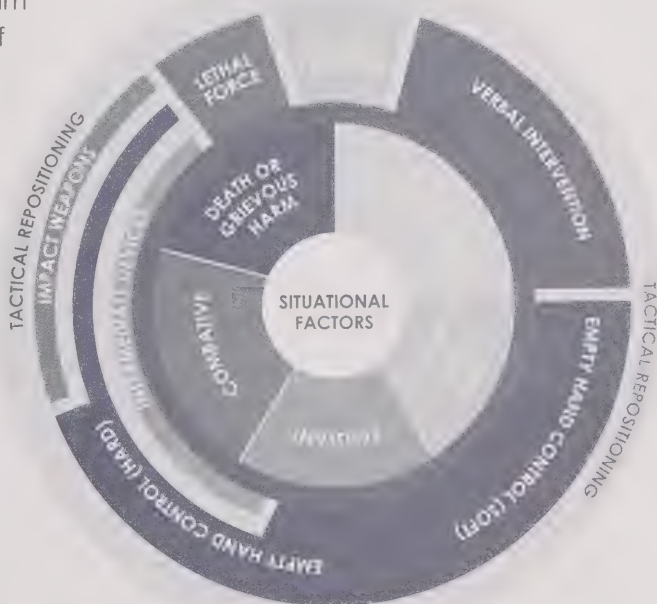 f
LETHAL
FORCE
VERBAL INTERVENTION
TACTICAL REPOSITIONING
IMPACT WEAPONS
DEATH OR
GRIEVOUS
HARM
SITUATIONAL
FACTORS
COMBATIVE
TACTICAL REPOSITIONING
EMPTY HAND CONTROL (SOFT)
EMPTY HAND CONTROL (HARD)